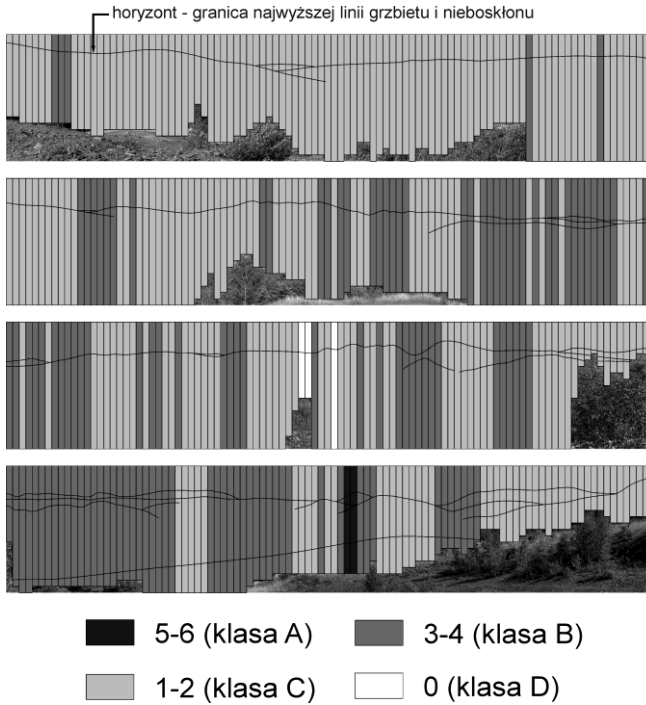 horyzont - granica najwyższej linii grzbietu i nieboskłonu
5-6 (klasa A)
3-4 (klasa B)
1-2 (klasa C)
0 (klasa D)